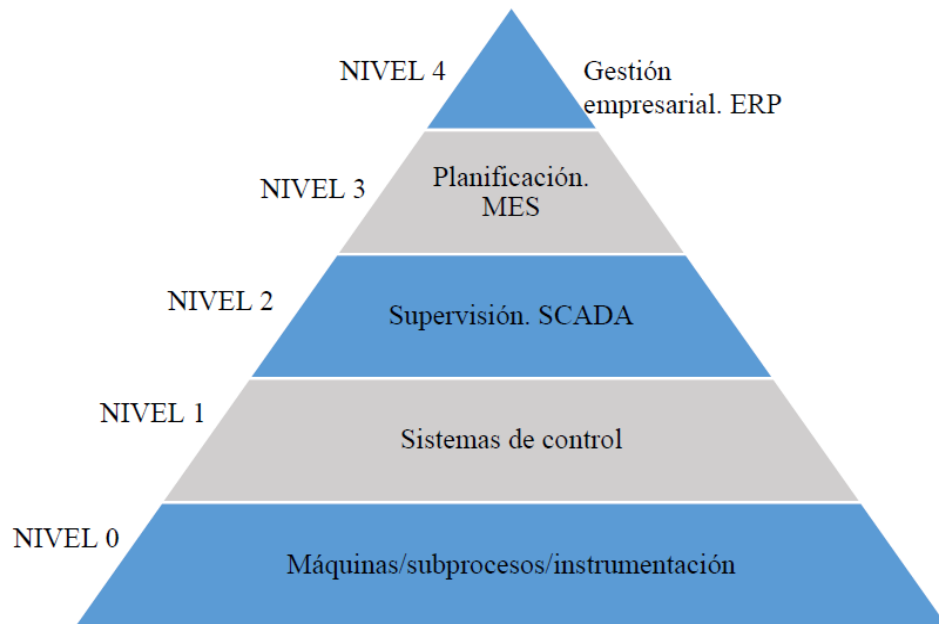 NIVEL 4
Gestión
empresarial. ERP
NIVEL 3
Planificación.
MES
NIVEL 2
Supervisión. SCADA
NIVEL 1
Sistemas de control
NIVEL 0
Máquinas/subprocesos/instrumentación